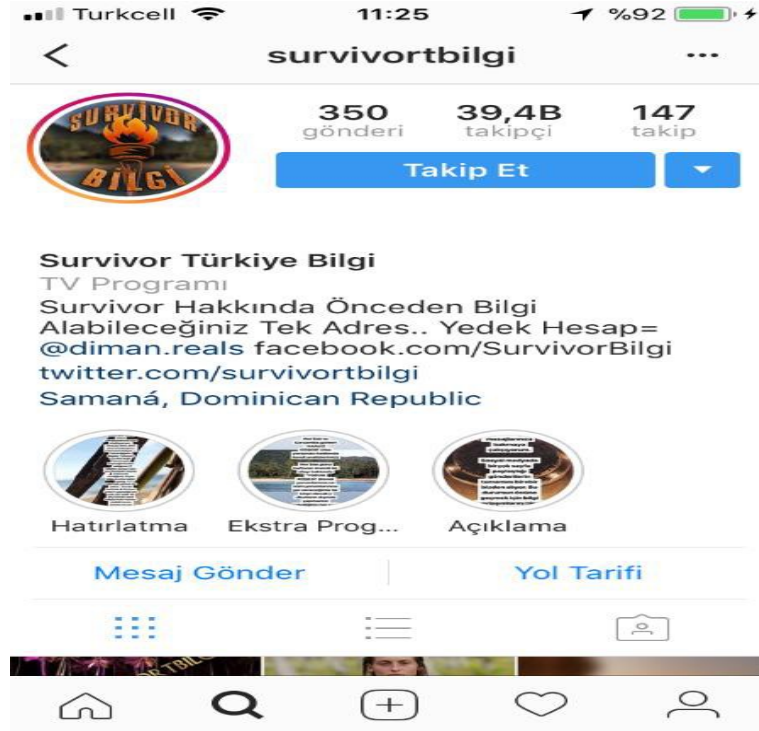 Turkcell 11:25 %92
survivortbilgi
SURVIVOR
BİLGİ
350 39,4B 147
gönderi takipçi takip
Takip Et
Survivor Türkiye Bilgi
TV Programı
Survivor Hakkında Önceden Bilgi
Alabileceğiniz Tek Adres.. Yedek Hesap=
@diman.reals facebook.com/SurvivorBilgi
twitter.com/survivortbilgi
Samaná, Dominican Republic
Hatırlatma Ekstra Prog... Açıklama
Mesaj Gönder Yol Tarifi